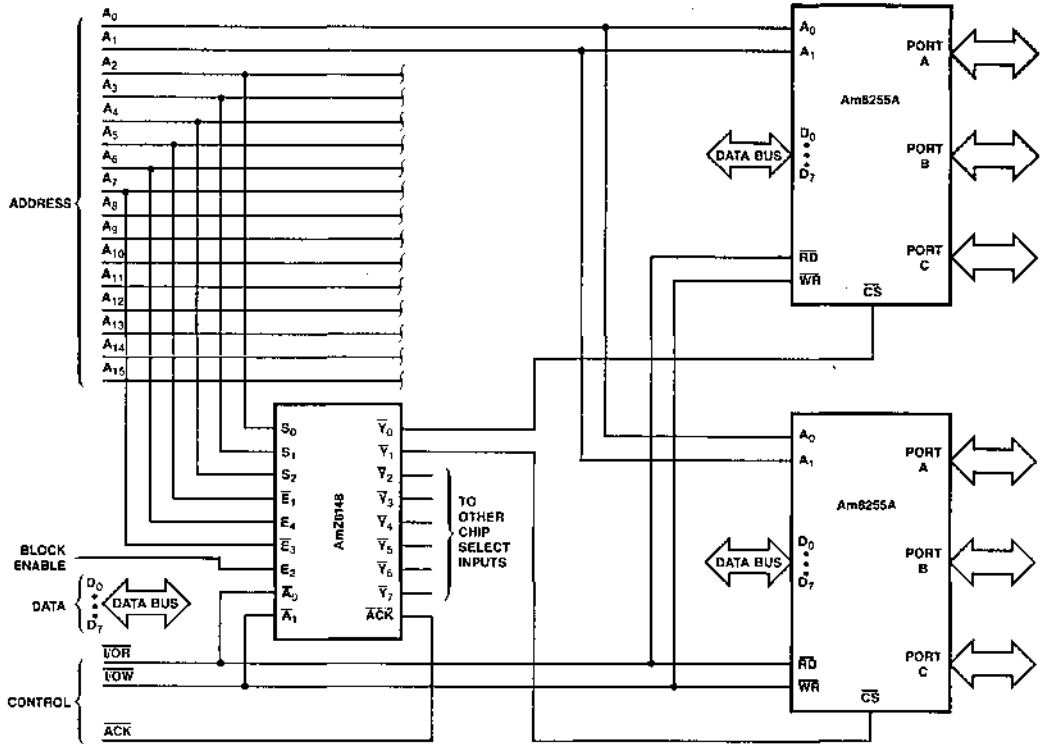 ADDRESS
A0
A1
A2
A3
A4
A5
A6
A7
A8
A9
A10
A11
A12
A13
A14
A15
BLOCK
ENABLE
DATA
D0
D7
DATA BUS
CONTROL
I/OR
I/OW
ACK
AmZ8148
S0
S1
S2
E1
E4
E3
E2
A0
A1
Y0
Y1
Y2
Y3
Y4
Y5
Y6
Y7
ACK
TO
OTHER
CHIP
SELECT
INPUTS
A0
A1
Am8255A
DATA BUS
D0
D7
RD
WR
CS
PORT
A
PORT
B
PORT
C
A0
A1
Am8255A
DATA BUS
D0
D7
RD
WR
CS
PORT
A
PORT
B
PORT
C